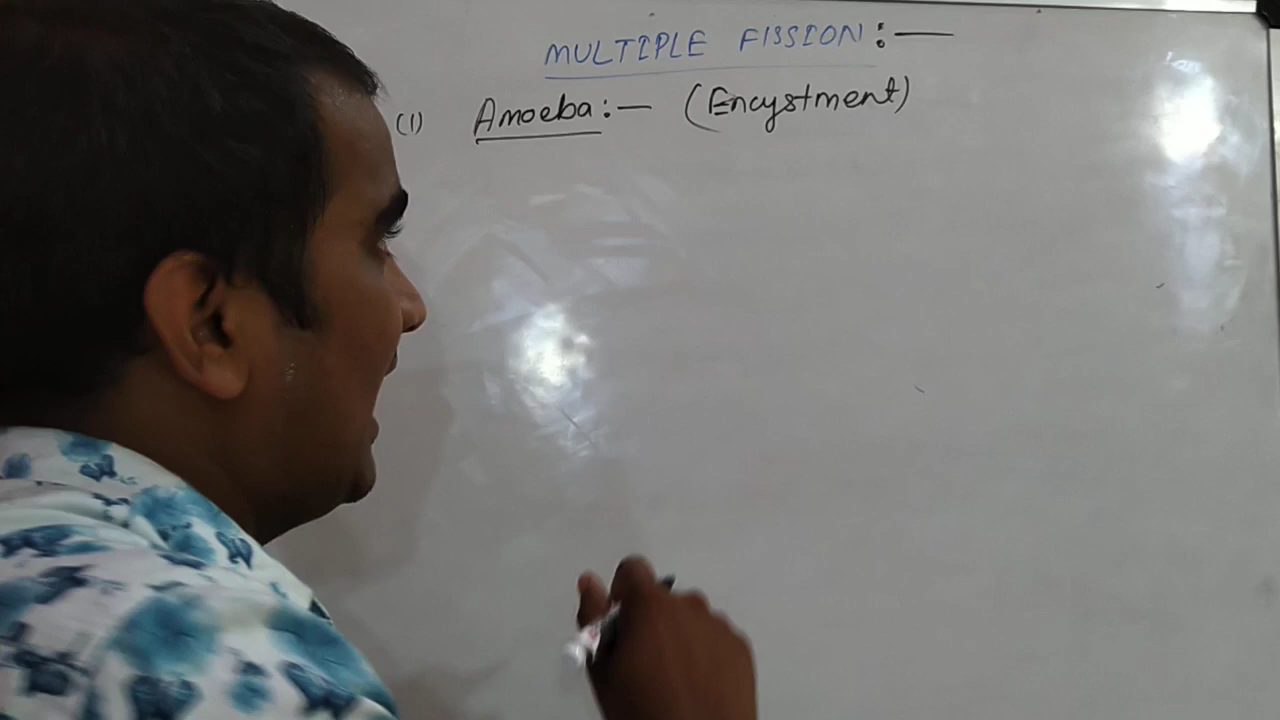 MULTIPLE FISSION :—
(1) Amoeba :— (Encystment)